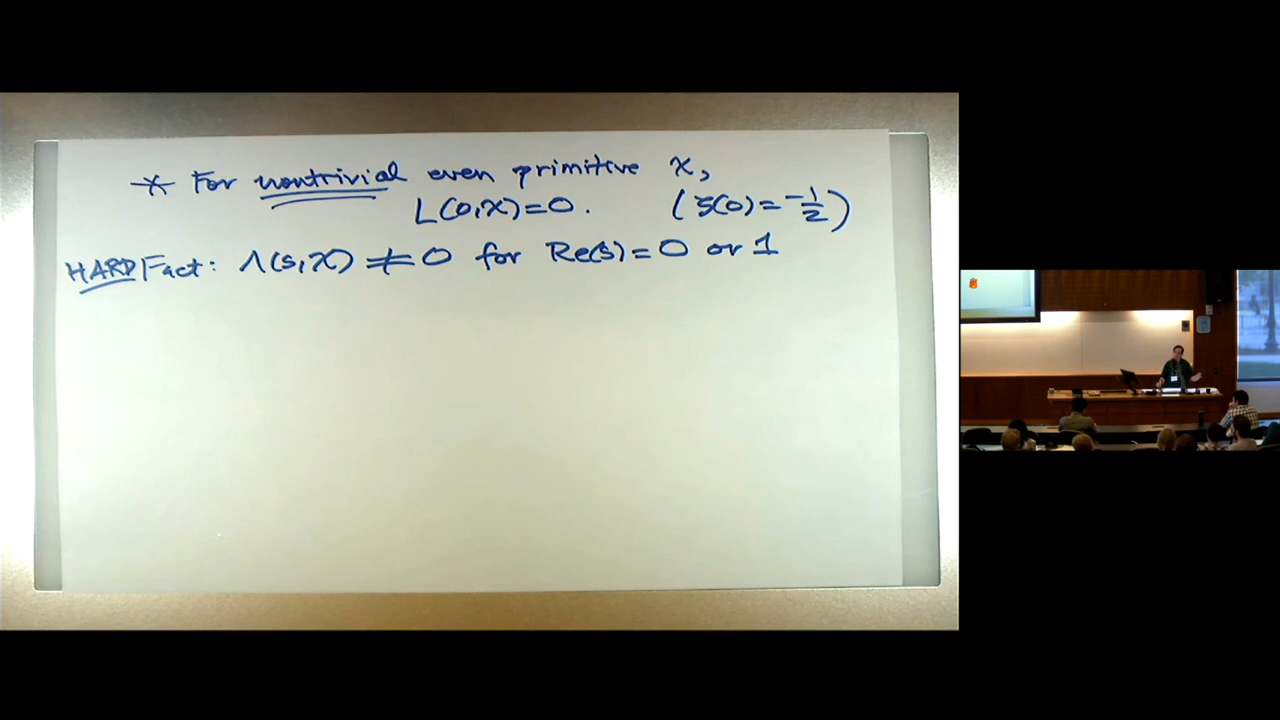 * For nontrivial even primitive χ,
L(0,χ)=0. (ζ(0)=-1/2)
HARD Fact: Λ(s,χ) ≠ 0 for Re(s)=0 or 1